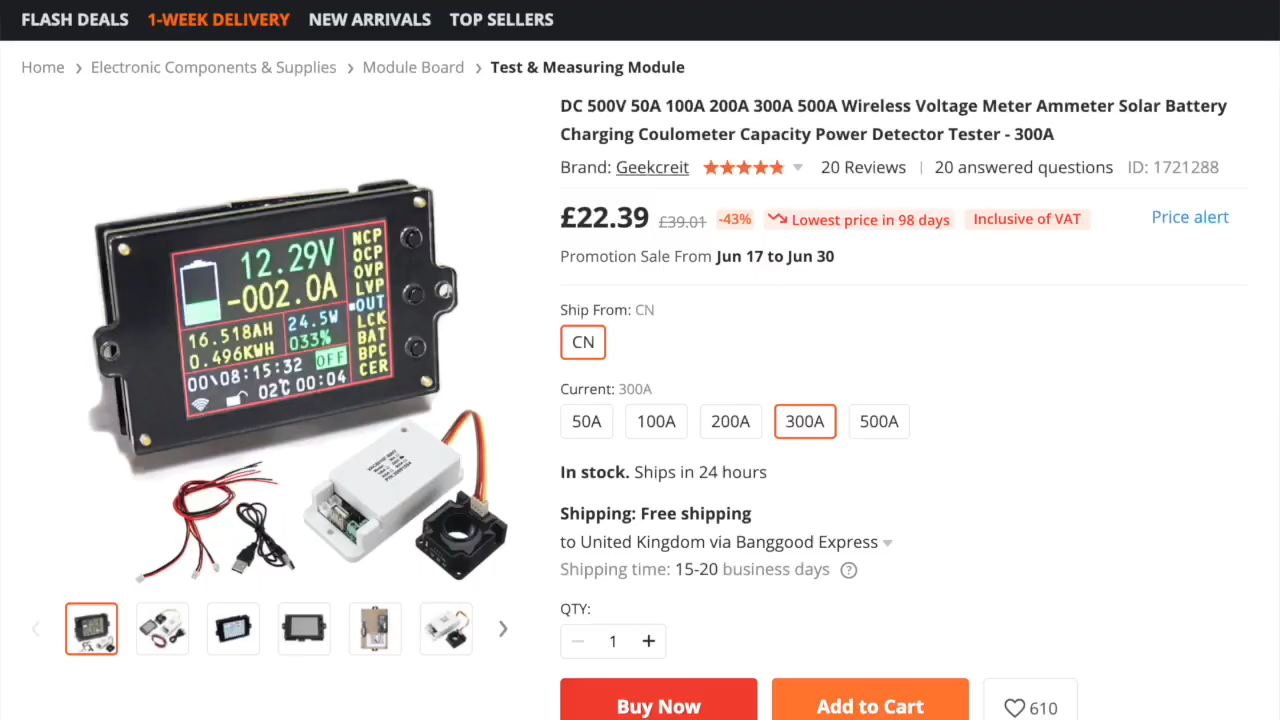 FLASH DEALS 1-WEEK DELIVERY NEW ARRIVALS TOP SELLERS
Home > Electronic Components & Supplies > Module Board > Test & Measuring Module
DC 500V 50A 100A 200A 300A 500A Wireless Voltage Meter Ammeter Solar Battery
Charging Coulometer Capacity Power Detector Tester - 300A
Brand: Geekcreit 20 Reviews | 20 answered questions ID: 1721288
£22.39 £39.01 -43% Lowest price in 98 days Inclusive of VAT Price alert
Promotion Sale From Jun 17 to Jun 30
Ship From: CN
CN
Current: 300A
50A 100A 200A 300A 500A
In stock. Ships in 24 hours
Shipping: Free shipping
to United Kingdom via Banggood Express
Shipping time: 15-20 business days ?
QTY:
− 1 +
Buy Now Add to Cart 610
12.29V
-002.0A
16.518AH
0.496KWH
24.5W
033%
00\08:15:32 OFF
02℃ 00:04
NCP
OCP
OVP
LVP
OUT
LCK
BAT
BPC
CER